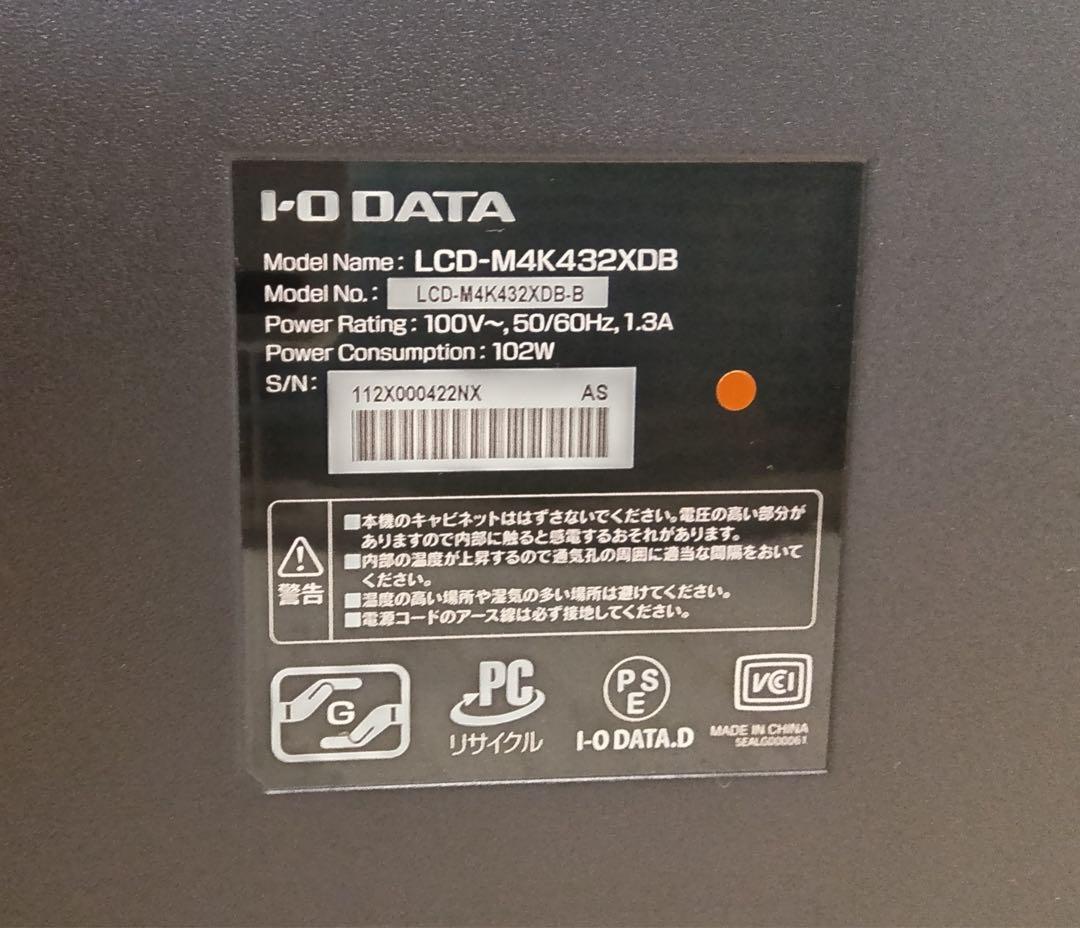 I-O DATA
Model Name: LCD-M4K432XDB
Model No.: LCD-M4K432XDB-B
Power Rating: 100V～, 50/60Hz, 1.3A
Power Consumption: 102W
S/N: 112X000422NX AS
■本機のキャビネットははずさないでください。電圧の高い部分が
ありますので内部に触ると感電するおそれがあります。
■内部の温度が上昇するので通気孔の周囲に適当な間隔をおいて
ください。
■温度の高い場所や湿気の多い場所は避けてください。
■電源コードのアース線は必ず接地してください。
警告
G
PC
リサイクル
PS
E
I-O DATA.D
VCI
MADE IN CHINA
SEALG000061